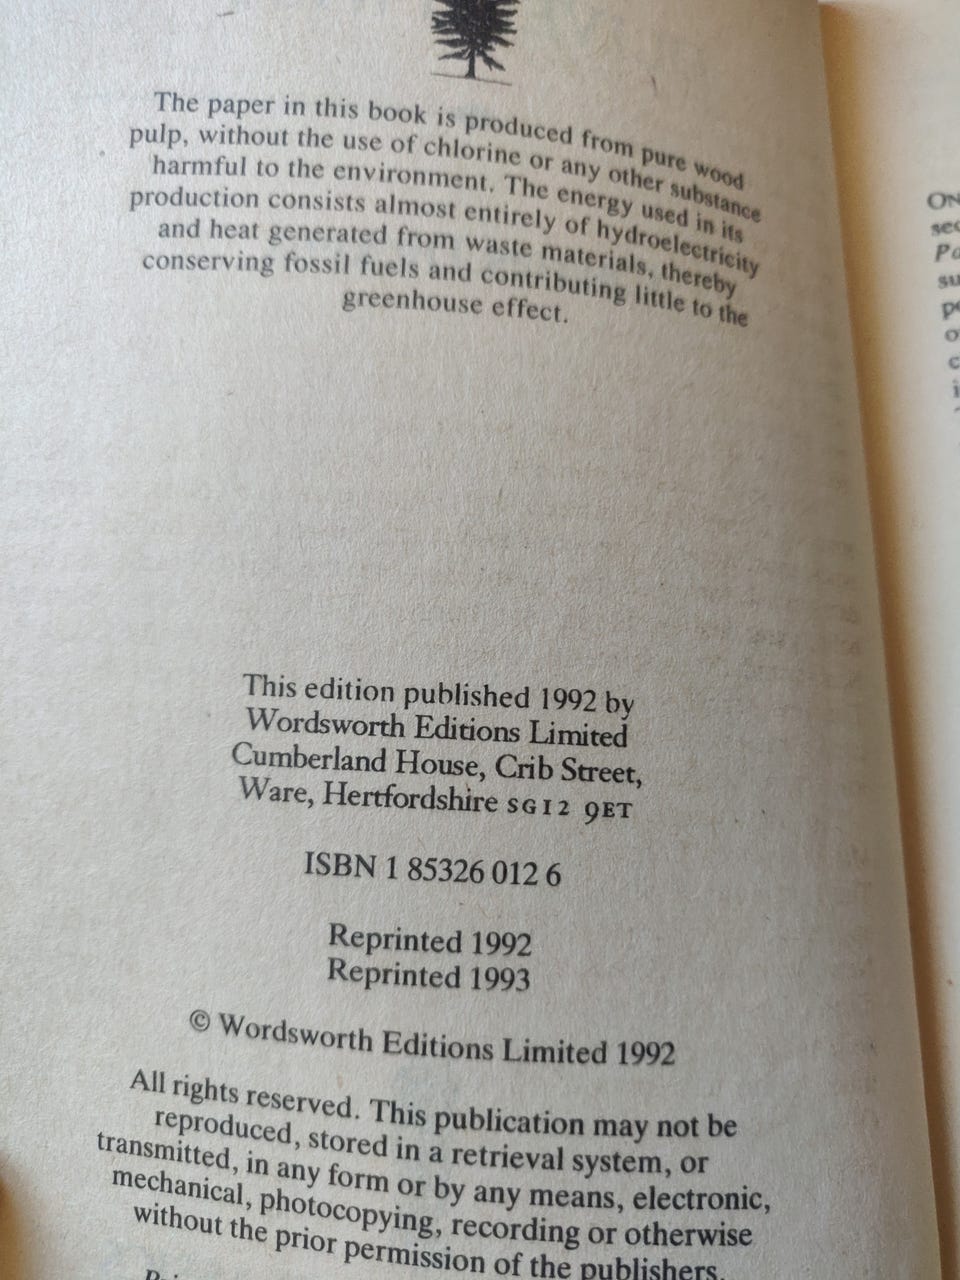 The paper in this book is produced from pure wood
pulp, without the use of chlorine or any other substance
harmful to the environment. The energy used in its
production consists almost entirely of hydroelectricity
and heat generated from waste materials, thereby
conserving fossil fuels and contributing little to the
greenhouse effect.
This edition published 1992 by
Wordsworth Editions Limited
Cumberland House, Crib Street,
Ware, Hertfordshire SG12 9ET
ISBN 1 85326 012 6
Reprinted 1992
Reprinted 1993
© Wordsworth Editions Limited 1992
All rights reserved. This publication may not be
reproduced, stored in a retrieval system, or
transmitted, in any form or by any means, electronic,
mechanical, photocopying, recording or otherwise
without the prior permission of the publishers.